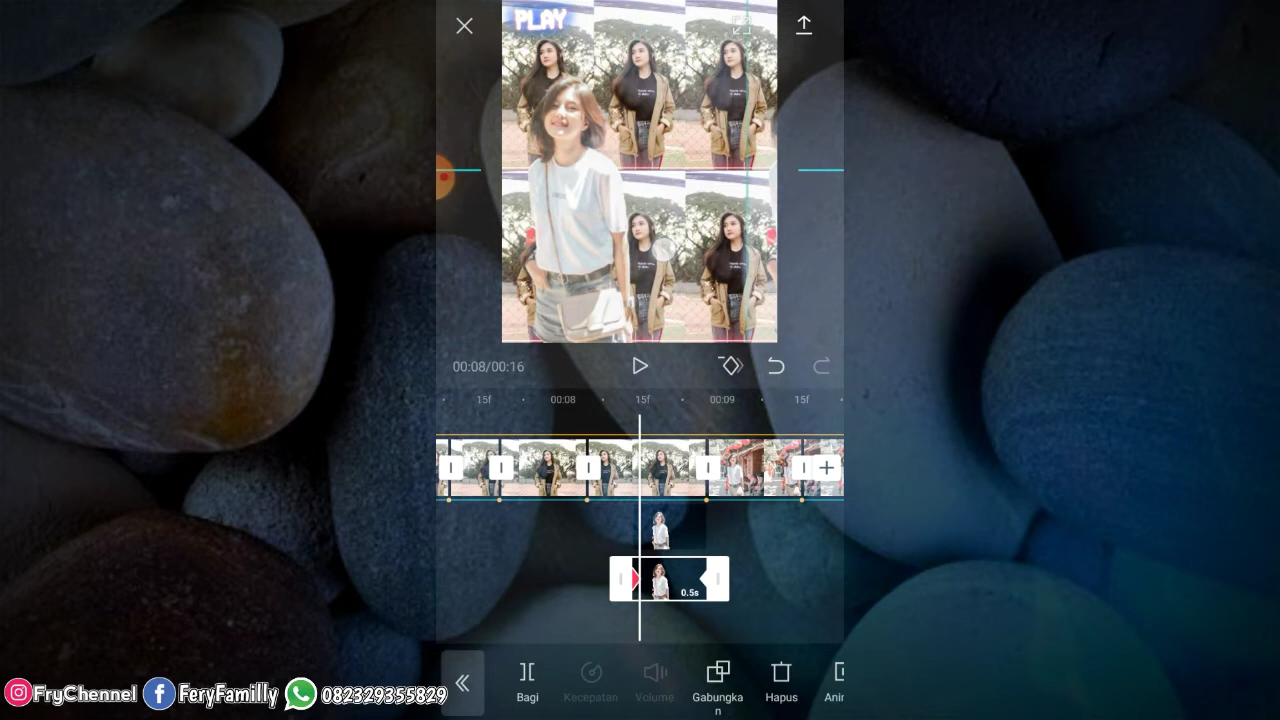 PLAY
00:08/00:16
15f
00:08
15f
00:09
15f
0.5s
Bagi
Kecepatan
Volume
Gabungka
n
Hapus
Anir
FryChennel
FeryFamilly
082329355829